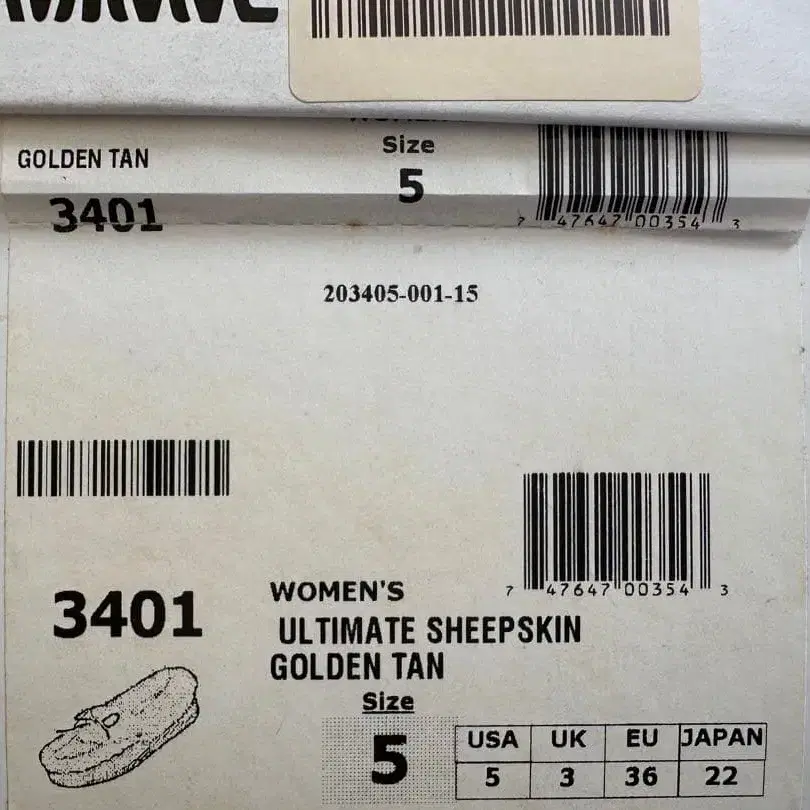 GOLDEN TAN
3401
Size
5
7 47647 00354 3
203405-001-15
7 47647 00354 3
3401
WOMEN'S
ULTIMATE SHEEPSKIN
GOLDEN TAN
Size
5
USA UK EU JAPAN
5 3 36 22